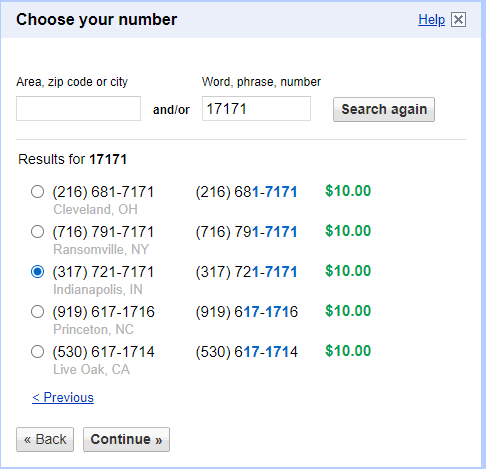 Choose your number Help
Area, zip code or city Word, phrase, number
and/or 17171 Search again
Results for 17171
(216) 681-7171 (216) 681-7171 $10.00
Cleveland, OH
(716) 791-7171 (716) 791-7171 $10.00
Ransomville, NY
(317) 721-7171 (317) 721-7171 $10.00
Indianapolis, IN
(919) 617-1716 (919) 617-1716 $10.00
Princeton, NC
(530) 617-1714 (530) 617-1714 $10.00
Live Oak, CA
< Previous
« Back Continue »